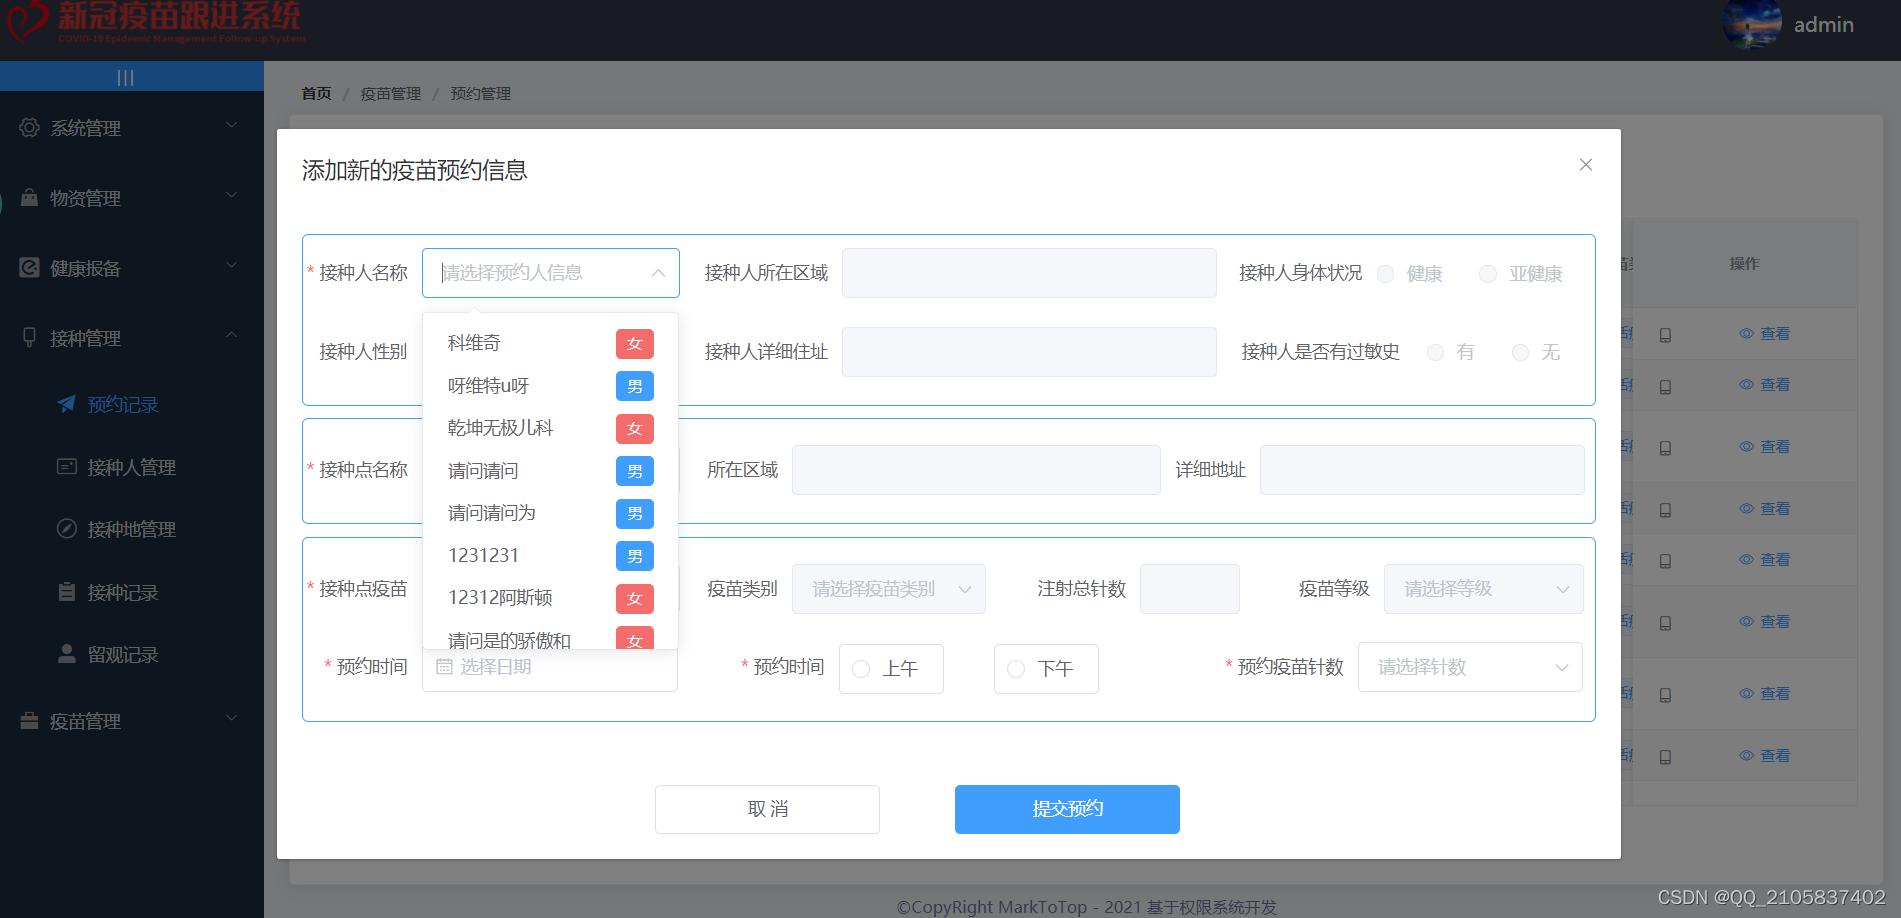 新冠疫苗跟进系统
COVID-19 Epidemic Management Follow-up System
admin
首页 / 疫苗管理 / 预约管理
系统管理
物资管理
健康报备
接种管理
预约记录
接种人管理
接种地管理
接种记录
留观记录
疫苗管理
添加新的疫苗预约信息
* 接种人名称 请选择预约人信息 接种人所在区域 接种人身体状况 健康 亚健康
接种人性别 接种人详细住址 接种人是否有过敏史 有 无
科维奇 女
呀维特u呀 男
乾坤无极儿科 女
请问请问 男
请问请问为 男
1231231 男
12312阿斯顿 女
请问是的骄傲和 女
* 接种点名称 所在区域 详细地址
* 接种点疫苗 疫苗类别 请选择疫苗类别 注射总针数 疫苗等级 请选择等级
* 预约时间 选择日期 * 预约时间 上午 下午 * 预约疫苗针数 请选择针数
取 消 提交预约
操作
查看
查看
查看
查看
查看
查看
查看
查看
©CopyRight MarkToTop - 2021 基于权限系统开发
CSDN @QQ_2105837402